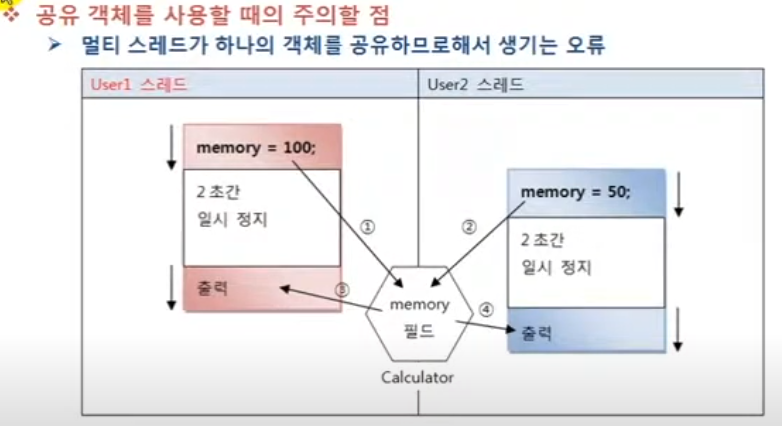 공유 객체를 사용할 때의 주의할 점
멀티 스레드가 하나의 객체를 공유하므로해서 생기는 오류
User1 스레드
User2 스레드
memory = 100;
2 초간
일시 정지
출력
memory = 50;
2 초간
일시 정지
출력
①
②
③
④
memory
필드
Calculator